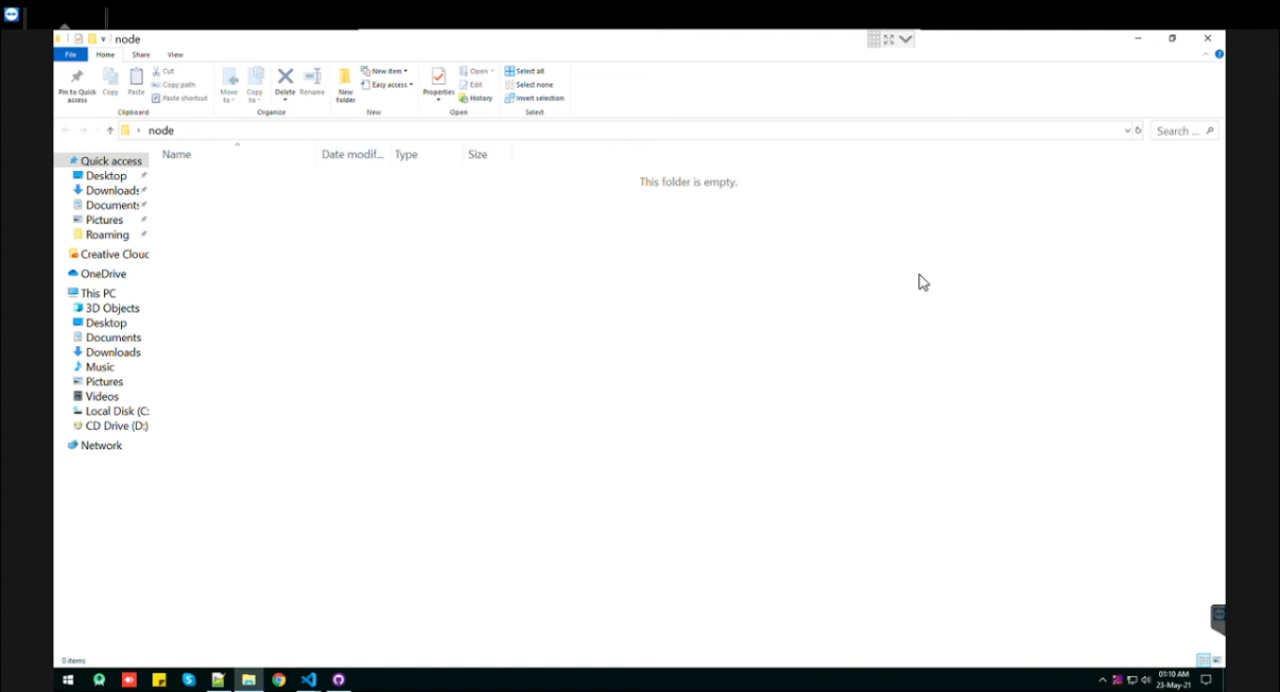 node
File Home Share View
Pin to Quick access
Copy
Paste
Cut
Copy path
Paste shortcut
Clipboard
Move to
Copy to
Delete
Rename
Organize
New folder
New item
Easy access
New
Properties
Open
Edit
History
Open
Select all
Select none
Invert selection
Select
node
Search ...
Name Date modif... Type Size
This folder is empty.
Quick access
Desktop
Downloads
Documents
Pictures
Roaming
Creative Clouc
OneDrive
This PC
3D Objects
Desktop
Documents
Downloads
Music
Pictures
Videos
Local Disk (C:
CD Drive (D:)
Network
0 items
01:10 AM
23-May-21